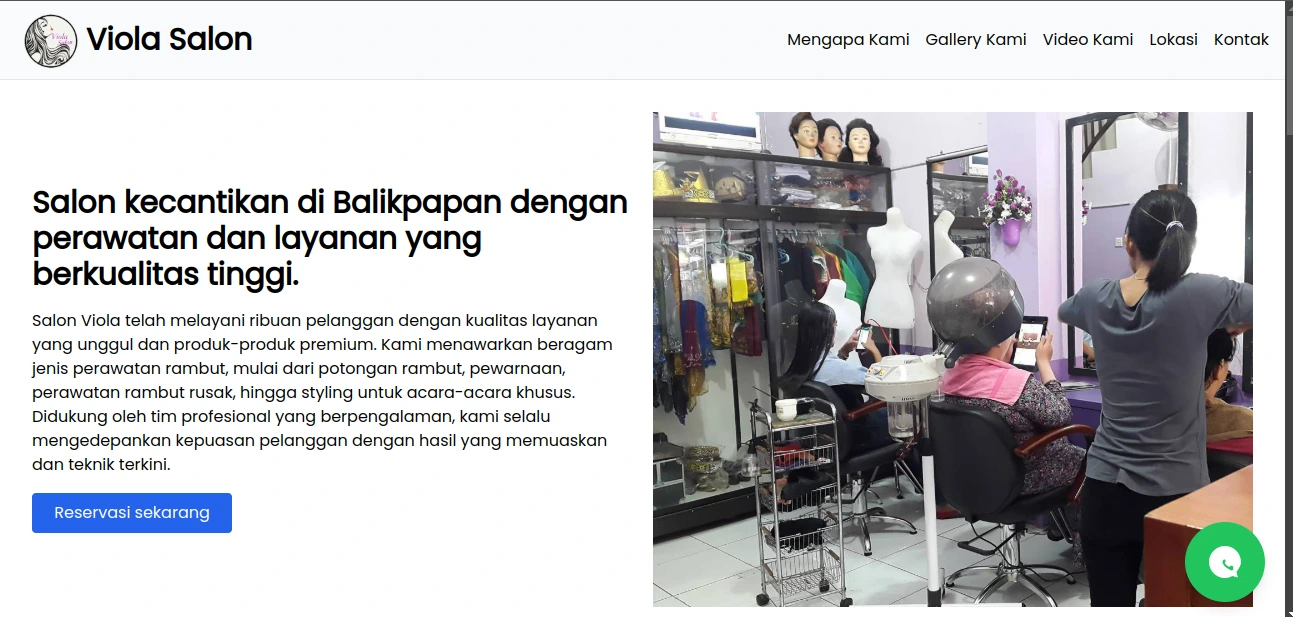 Viola Salon
Viola Salon
Mengapa Kami
Gallery Kami
Video Kami
Lokasi
Kontak
Salon kecantikan di Balikpapan dengan
perawatan dan layanan yang
berkualitas tinggi.
Salon Viola telah melayani ribuan pelanggan dengan kualitas layanan
yang unggul dan produk-produk premium. Kami menawarkan beragam
jenis perawatan rambut, mulai dari potongan rambut, pewarnaan,
perawatan rambut rusak, hingga styling untuk acara-acara khusus.
Didukung oleh tim profesional yang berpengalaman, kami selalu
mengedepankan kepuasan pelanggan dengan hasil yang memuaskan
dan teknik terkini.
Reservasi sekarang